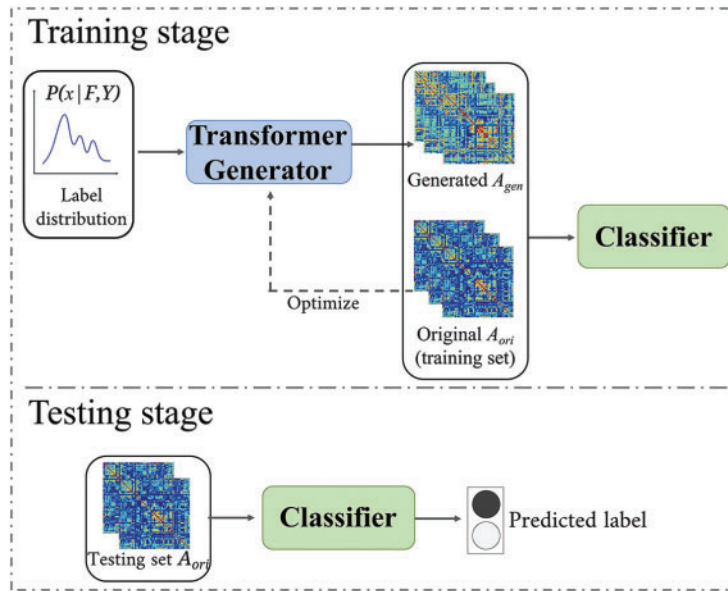 Training stage
P(x | F,Y)
Label
distribution
Transformer
Generator
Generated A_gen
Optimize
Original A_ori
(training set)
Classifier
Testing stage
Testing set A_ori
Classifier
Predicted label